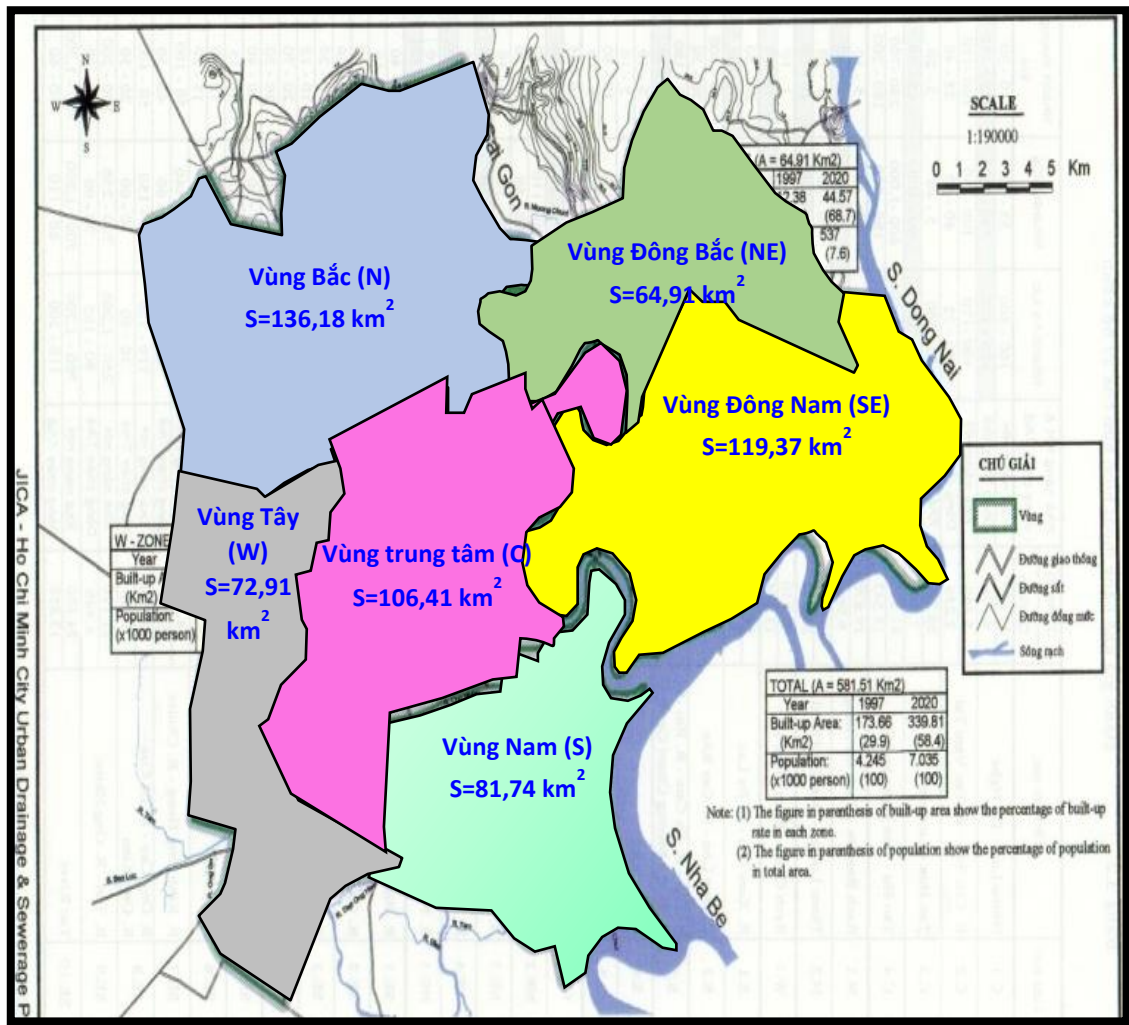 N
W
E
S
SCALE
1:190000
0 1 2 3 4 5 Km
(A = 64.91 Km2)
1997 2020
12.38 44.57
(68.7)
537
(7.6)
Vùng Bắc (N)
S=136,18 km²
Vùng Đông Bắc (NE)
S=64,91 km²
S. Dong Nai
Vùng Đông Nam (SE)
S=119,37 km²
CHÚ GIẢI
Vùng
Đường giao thông
Đường sắt
Đường đồng mức
Sông rạch
W - ZONE
Year
Built-up
(Km2)
Population:
(x1000 person)
Vùng Tây
(W)
S=72,91
km²
Vùng trung tâm (C)
S=106,41 km²
TOTAL (A = 581.51 Km2)
Year 1997 2020
Built-up Area: 173.66 339.81
(Km2) (29.9) (58.4)
Population: 4.245 7.035
(x1000 person) (100) (100)
Vùng Nam (S)
S=81,74 km²
Note: (1) The figure in parenthesis of built-up area show the percentage of built-up
rate in each zone.
(2) The figure in parenthesis of population show the percentage of population
in total area.
S. Nha Be
JICA - Ho Chi Minh City Urban Drainage & Sewerage P